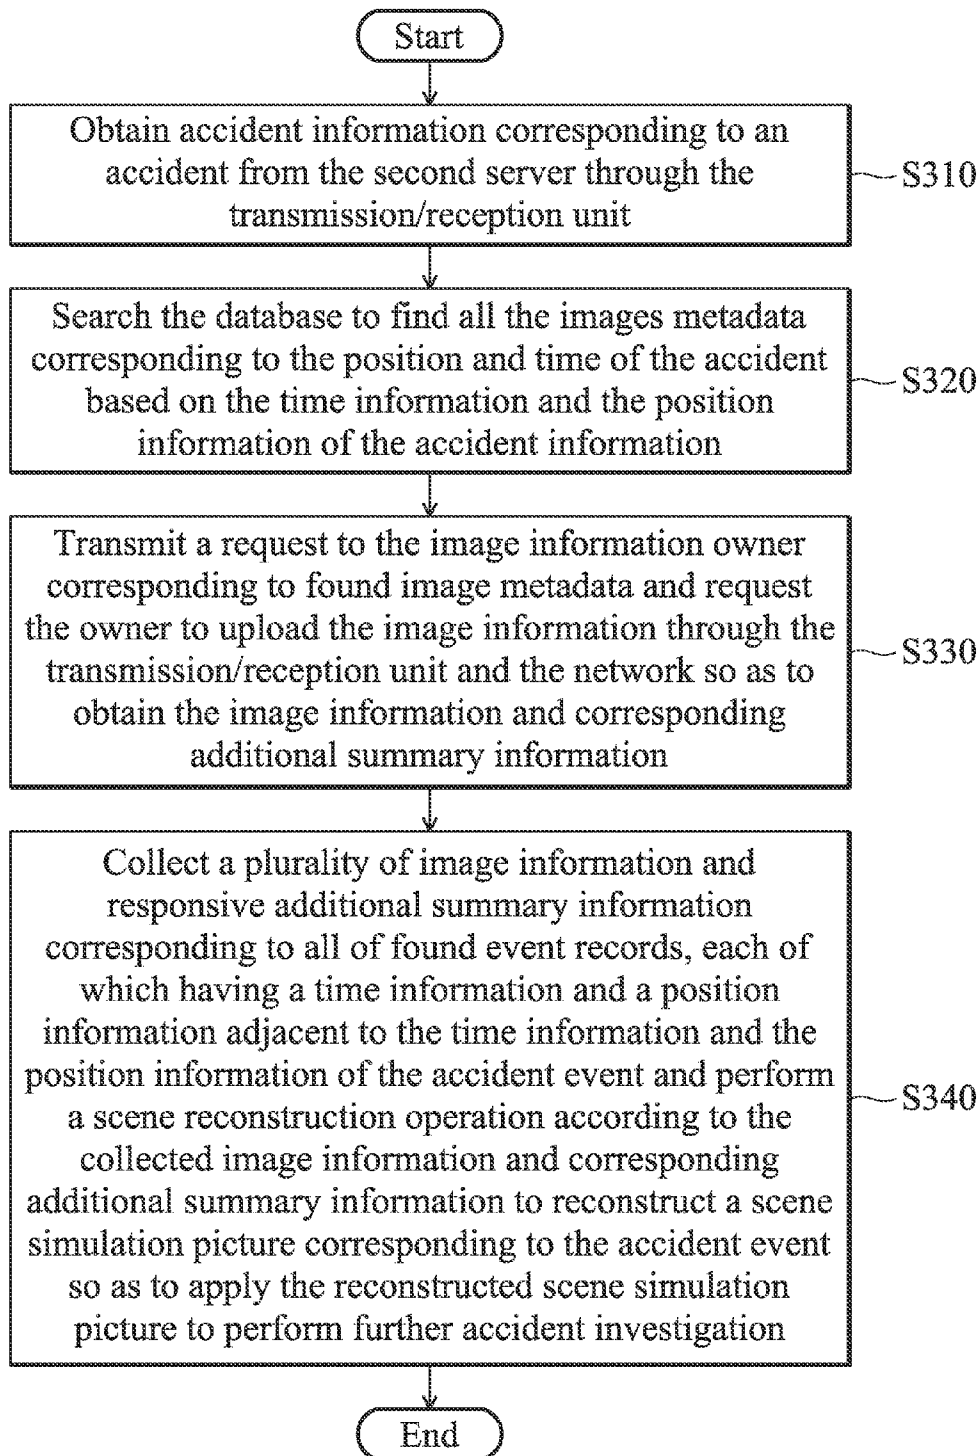 Start
Obtain accident information corresponding to an
accident from the second server through the
transmission/reception unit
S310
Search the database to find all the images metadata
corresponding to the position and time of the accident
based on the time information and the position
information of the accident information
S320
Transmit a request to the image information owner
corresponding to found image metadata and request
the owner to upload the image information through the
transmission/reception unit and the network so as to
obtain the image information and corresponding
additional summary information
S330
Collect a plurality of image information and
responsive additional summary information
corresponding to all of found event records, each of
which having a time information and a position
information adjacent to the time information and the
position information of the accident event and perform
a scene reconstruction operation according to the
collected image information and corresponding
additional summary information to reconstruct a scene
simulation picture corresponding to the accident event
so as to apply the reconstructed scene simulation
picture to perform further accident investigation
S340
End